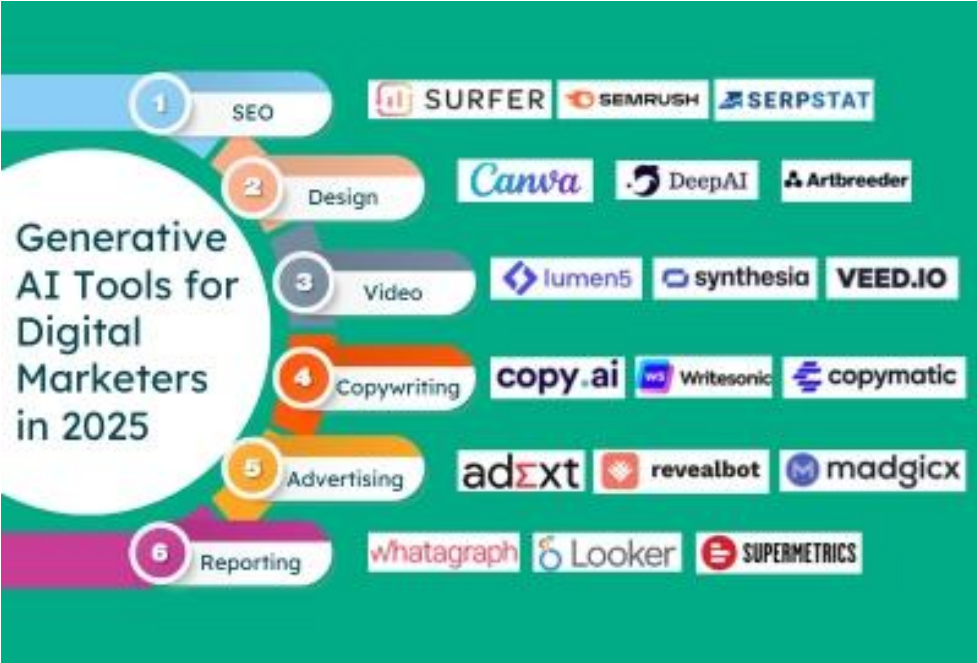 Generative
AI Tools for
Digital
Marketers
in 2025
1 SEO SURFER SEMRUSH SERPSTAT
2 Design Canva DeepAI Artbreeder
3 Video lumen5 synthesia VEED.IO
4 Copywriting copy.ai WS Writesonic copymatic
5 Advertising adΣxt revealbot madgicx
6 Reporting whatagraph Looker SUPERMETRICS